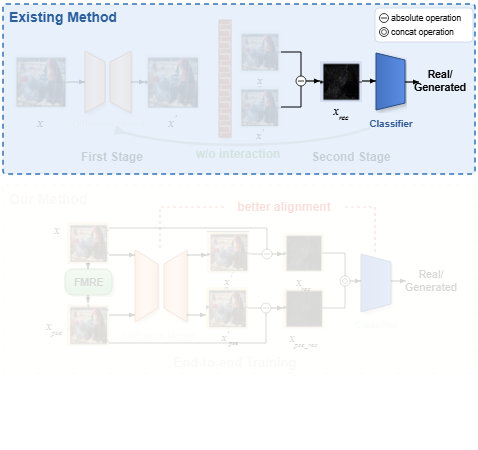 Existing Method
absolute operation
concat operation
x
x'
x
x'
x_rec
Classifier
Real/
Generated
First Stage
w/o interaction
Second Stage
Our Method
better alignment
x
FMRE
x_pse
x'
x'_pse
x_rec
x_pse_rec
Real/
Generated
End-to-end Training